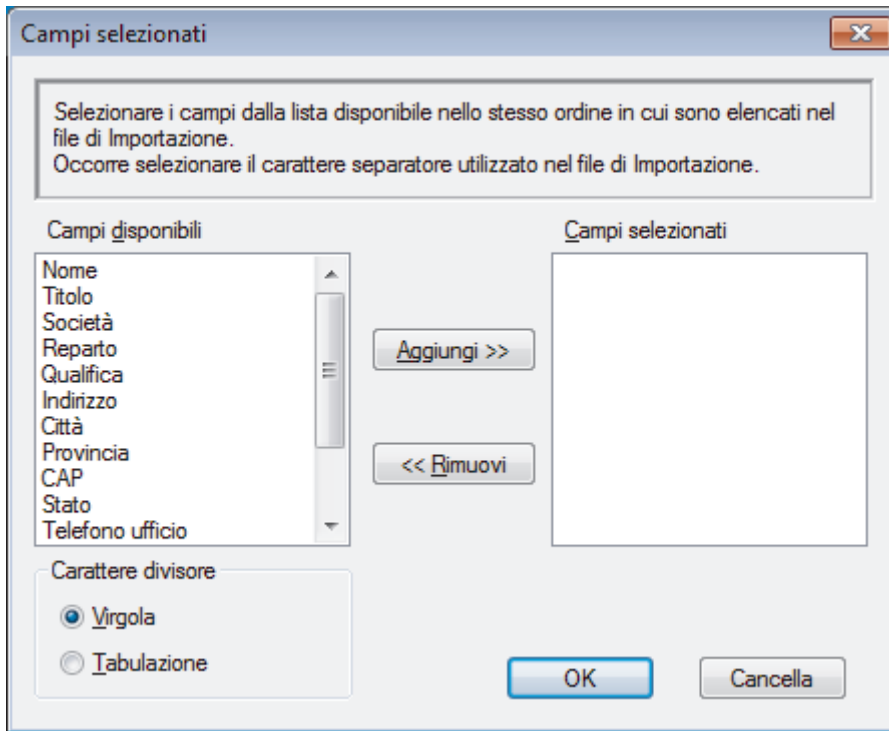 Campi selezionati
Selezionare i campi dalla lista disponibile nello stesso ordine in cui sono elencati nel
file di Importazione.
Occorre selezionare il carattere separatore utilizzato nel file di Importazione.
Campi disponibili
Campi selezionati
Nome
Titolo
Società
Reparto
Qualifica
Indirizzo
Città
Provincia
CAP
Stato
Telefono ufficio
Aggiungi >>
<< Rimuovi
Carattere divisore
Virgola
Tabulazione
OK
Cancella